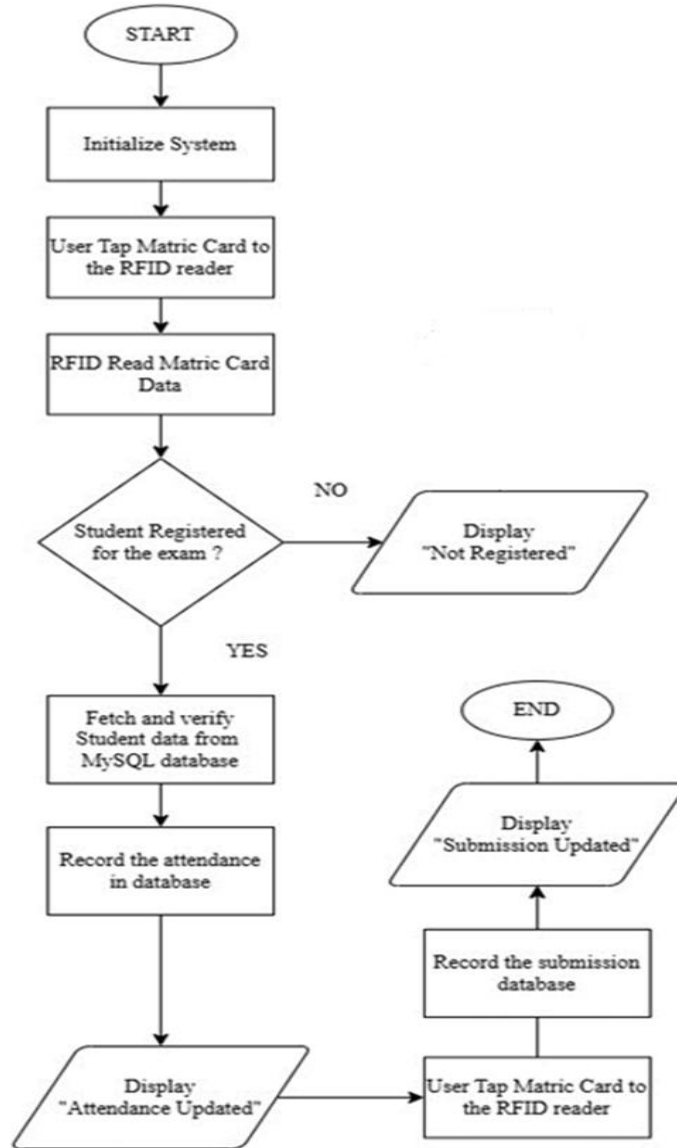 START
Initialize System
User Tap Matric Card to
the RFID reader
RFID Read Matric Card
Data
Student Registered
for the exam ?
NO
Display
"Not Registered"
YES
Fetch and verify
Student data from
MySQL database
Record the attendance
in database
Display
"Attendance Updated"
User Tap Matric Card to
the RFID reader
Record the submission
database
Display
"Submission Updated"
END